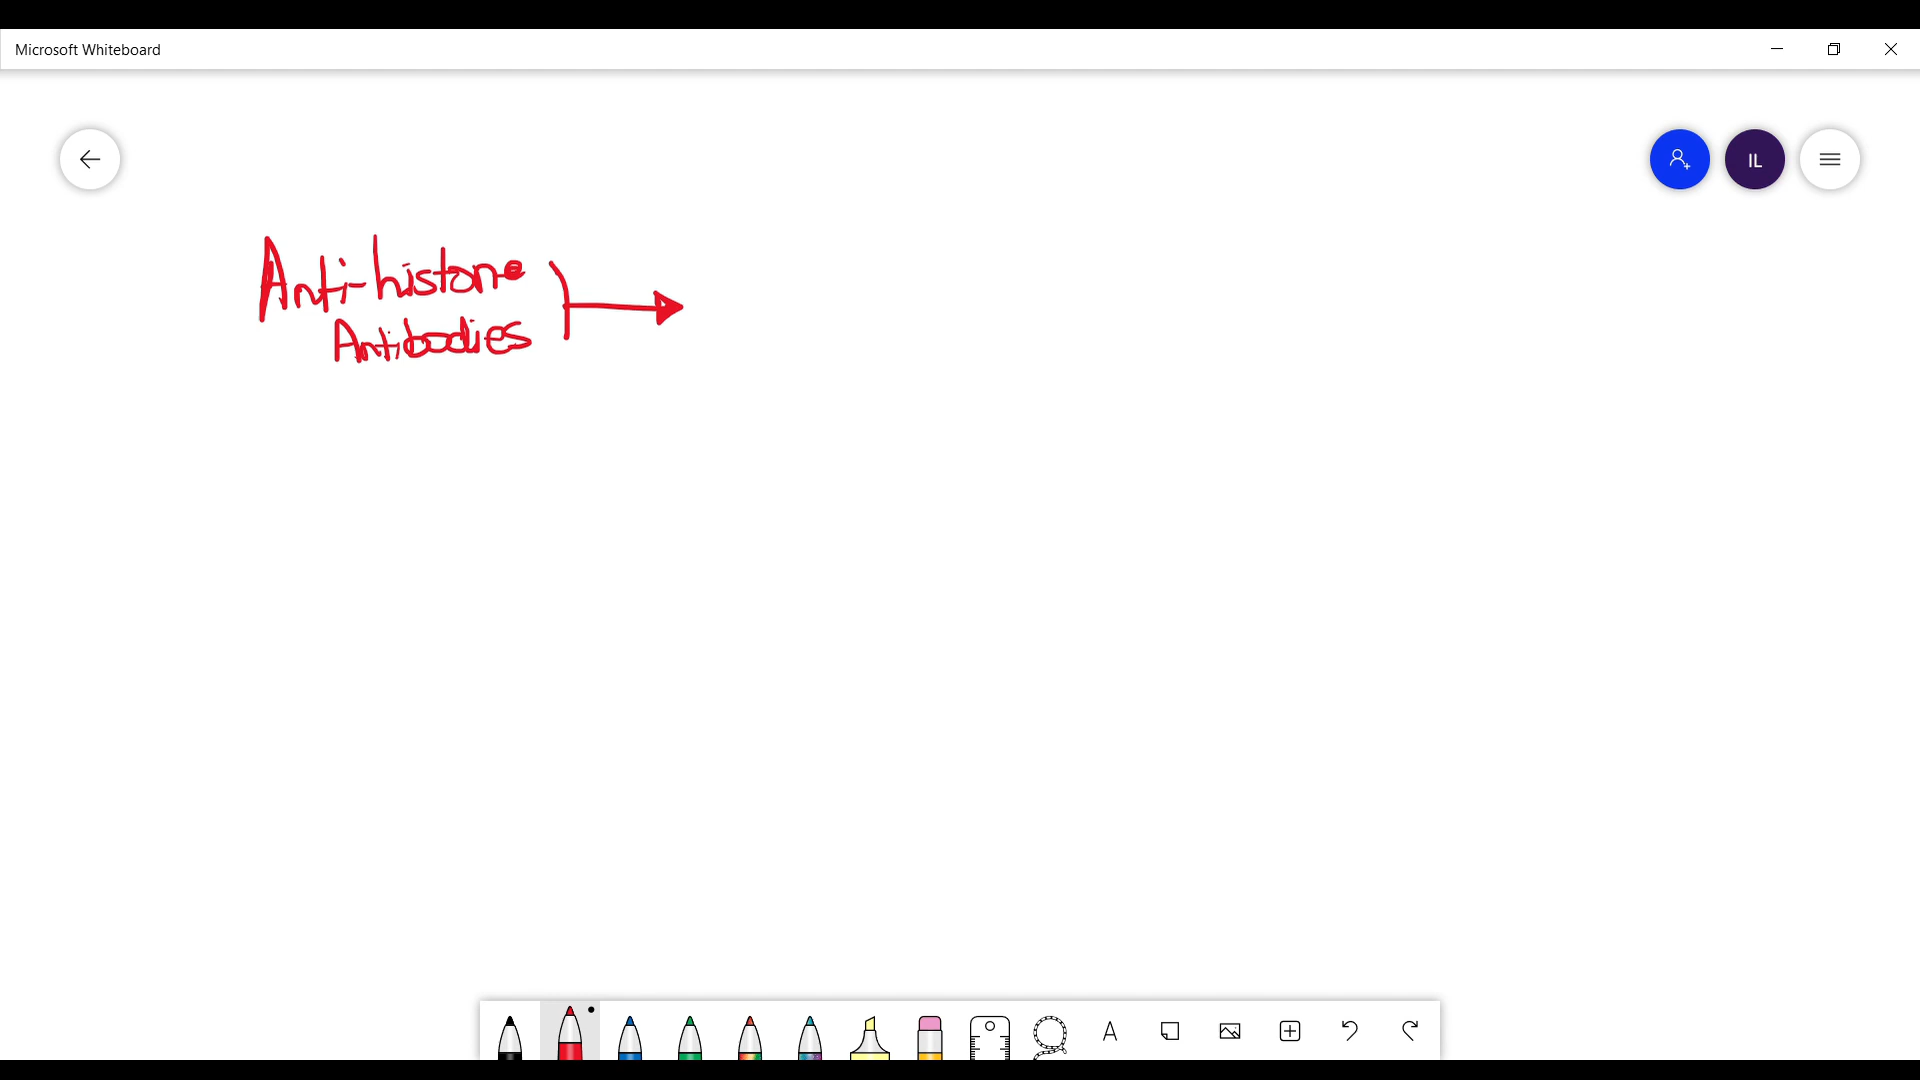 Microsoft Whiteboard
IL
Anti-histone
Antibodies
A